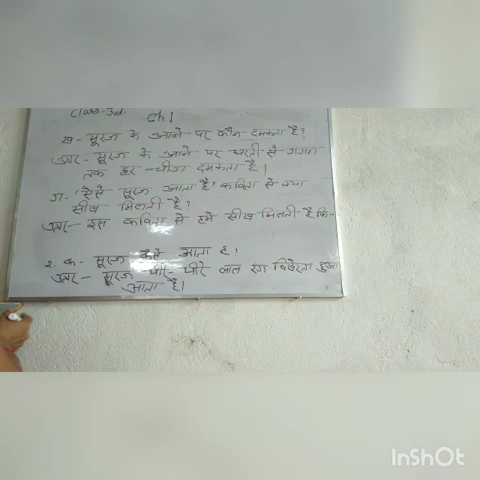 Class-3rd Ch 1
ख- सूरज के आने पर कौन दमकता है?
उत्तर- सूरज के आने पर धरती से गगन
तक हर चीज दमकता है।
ग- 'ऐसे सूरज आता है' कविता से क्या
सीख मिलती है?
उत्तर- इस कविता से हमे सीख मिलती है कि-
2. क- सूरज कैसे आता है?
उत्तर- सूरज धीरे-धीरे लाल रंग बिखेरता हुआ
आता है।
InShOt